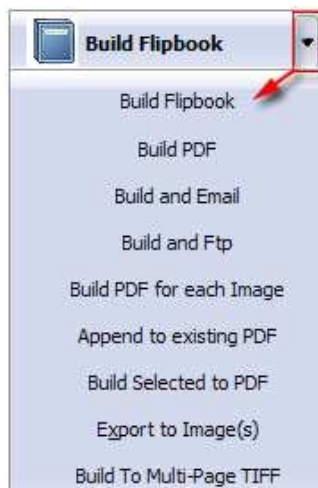 Build Flipbook
Build Flipbook
Build PDF
Build and Email
Build and Ftp
Build PDF for each Image
Append to existing PDF
Build Selected to PDF
Export to Image(s)
Build To Multi-Page TIFF